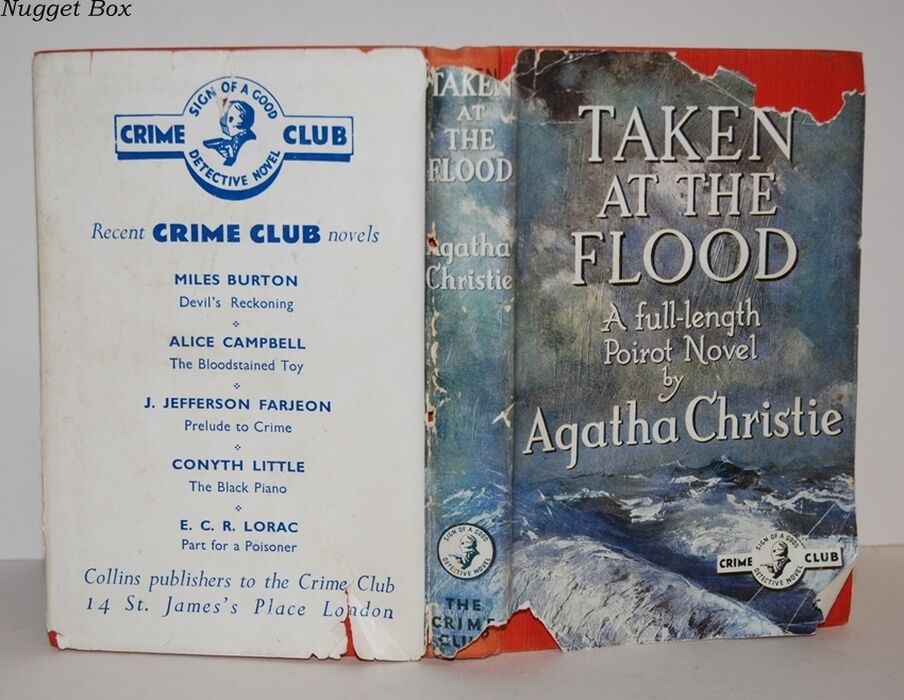 Nugget Box
SIGN OF A GOOD
CRIME CLUB
DETECTIVE NOVEL
Recent CRIME CLUB novels
MILES BURTON
Devil's Reckoning
ALICE CAMPBELL
The Bloodstained Toy
J. JEFFERSON FARJEON
Prelude to Crime
CONYTH LITTLE
The Black Piano
E. C. R. LORAC
Part for a Poisoner
Collins publishers to the Crime Club
14 St. James's Place London
TAKEN
AT
THE
FLOOD
Agatha
Christie
SIGN OF A GOOD
DETECTIVE NOVEL
THE
CRIME
CLUB
TAKEN
AT THE
FLOOD
A full-length
Poirot Novel
by
Agatha Christie
SIGN OF A GOOD
CRIME CLUB
DETECTIVE NOVEL